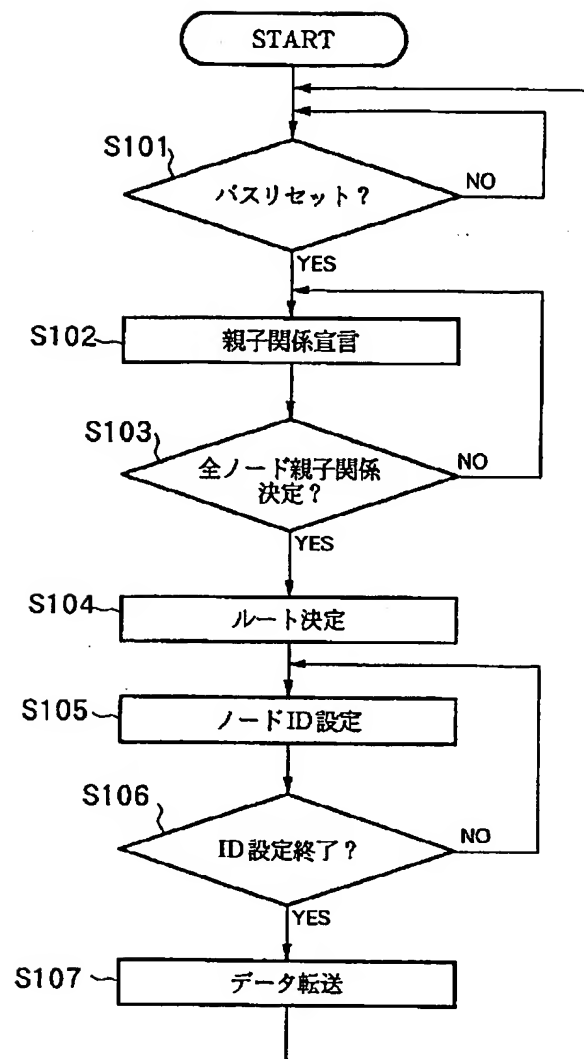 START
S101
バスリセット?
NO
YES
S102
親子関係宣言
S103
全ノード親子関係
決定?
NO
YES
S104
ルート決定
S105
ノードID設定
S106
ID設定終了?
NO
YES
S107
データ転送